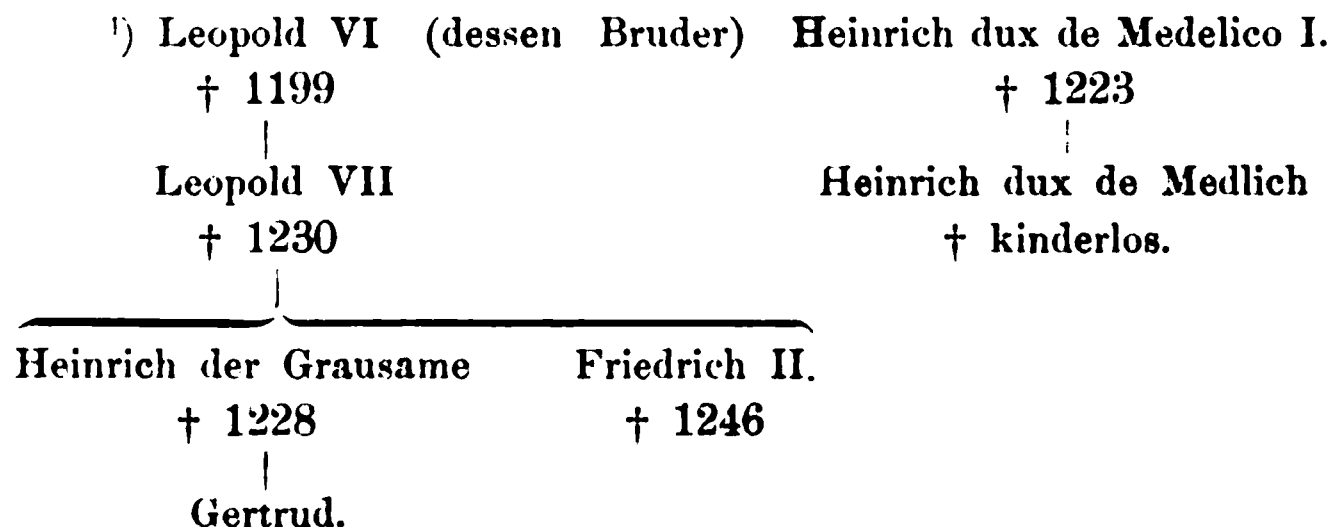 ¹) Leopold VI (dessen Bruder) Heinrich dux de Medelico I.
† 1199 † 1223
Leopold VII Heinrich dux de Medlich
† 1230 † kinderlos.
Heinrich der Grausame Friedrich II.
† 1228 † 1246
Gertrud.